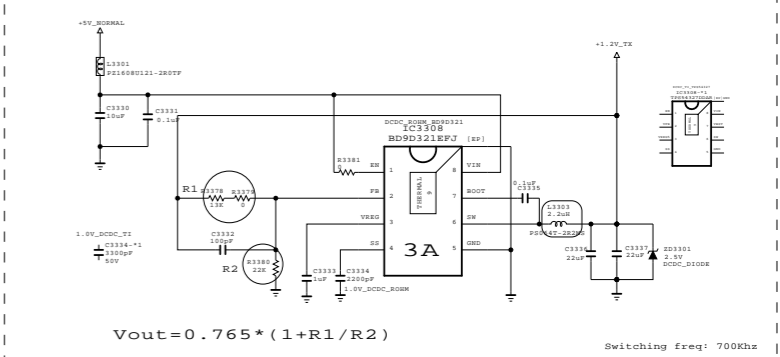 +5V_NORMAL
L3301
PZ1608U121-2R0TF
C3330
10uF
C3331
0.1uF
+1.2V_TX
DCDC_ROHM_BD9D321
IC3308
BD9D321EFJ
[EP]
R3381
0
EN
1
FB
2
VREG
3
SS
4
THERMAL
8
VIN
7
BOOT
6
SW
5
GND
3A
R1
R3378
13K
R3379
0
C3332
100pF
R2
R3380
22K
1.0V_DCDC_TI
C3334-*1
3300pF
50V
C3333
1uF
C3334
2200pF
1.0V_DCDC_ROHM
0.1uF
C3335
L3303
2.2uH
C3336
22uF
C3337
22uF
ZD3301
2.5V
DCDC_DIODE
IC3308-*1
THERMAL
Vout=0.765*(1+R1/R2)
Switching freq: 700Khz